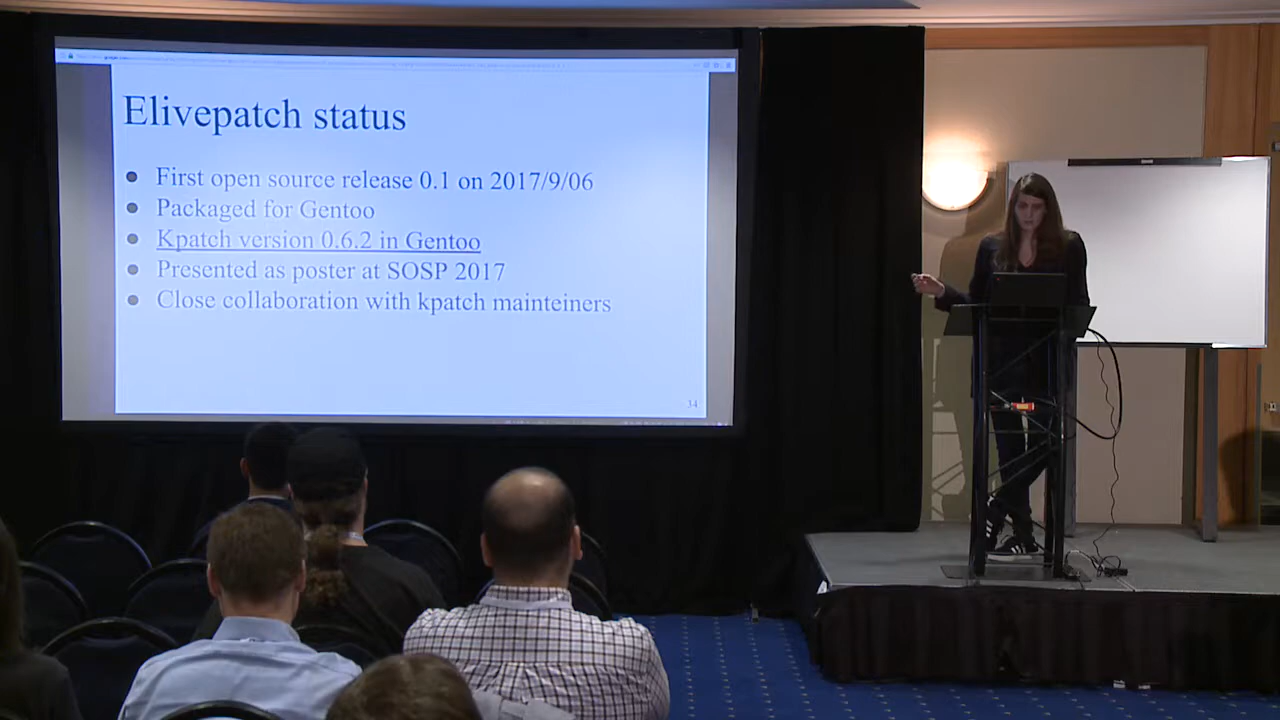 Elivepatch status
First open source release 0.1 on 2017/9/06
Packaged for Gentoo
Kpatch version 0.6.2 in Gentoo
Presented as poster at SOSP 2017
Close collaboration with kpatch mainteiners
34